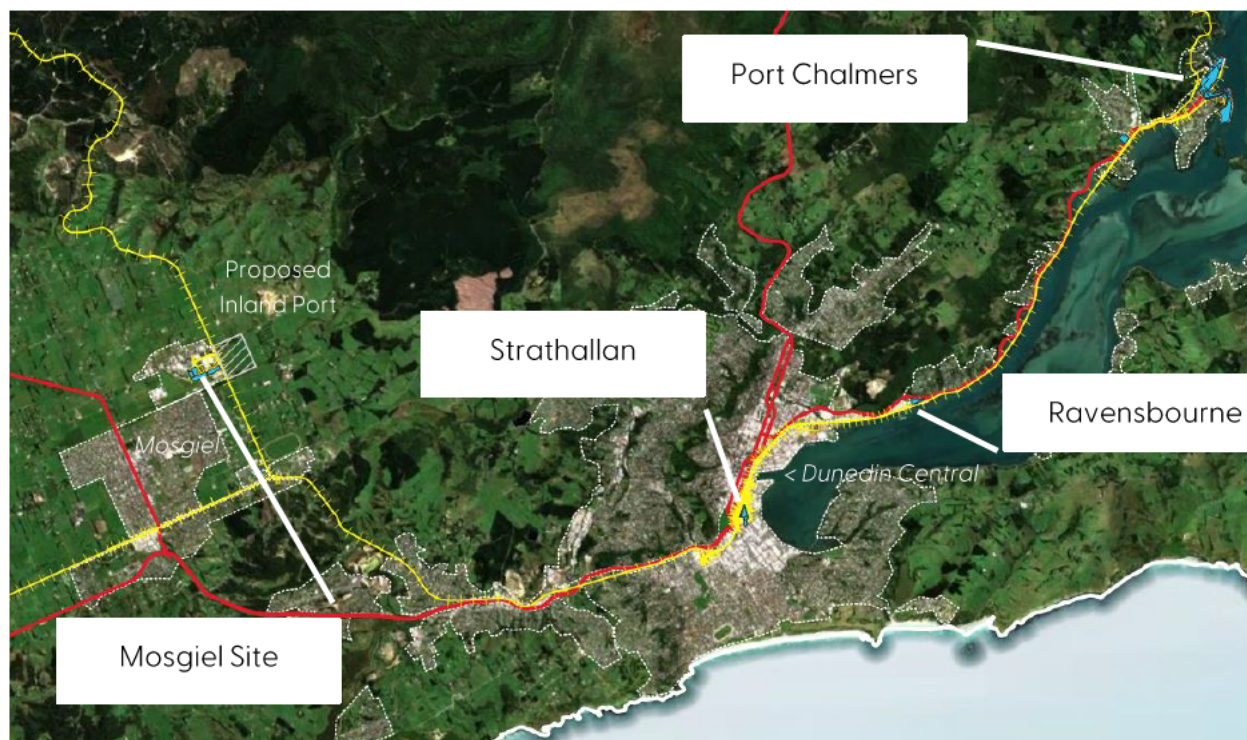 Port Chalmers
Proposed
Inland Port
Strathallan
Ravensbourne
Mosgiel
< Dunedin Central
Mosgiel Site